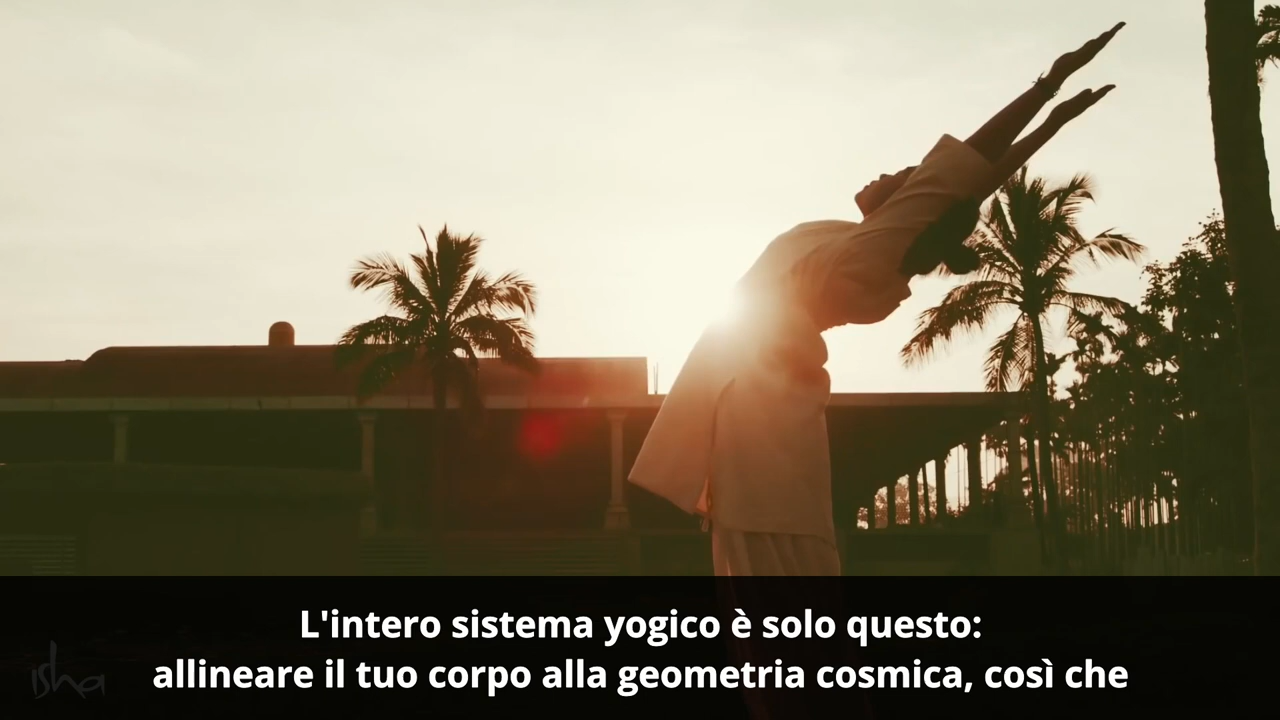 L'intero sistema yogico è solo questo:
allineare il tuo corpo alla geometria cosmica, così che
isha